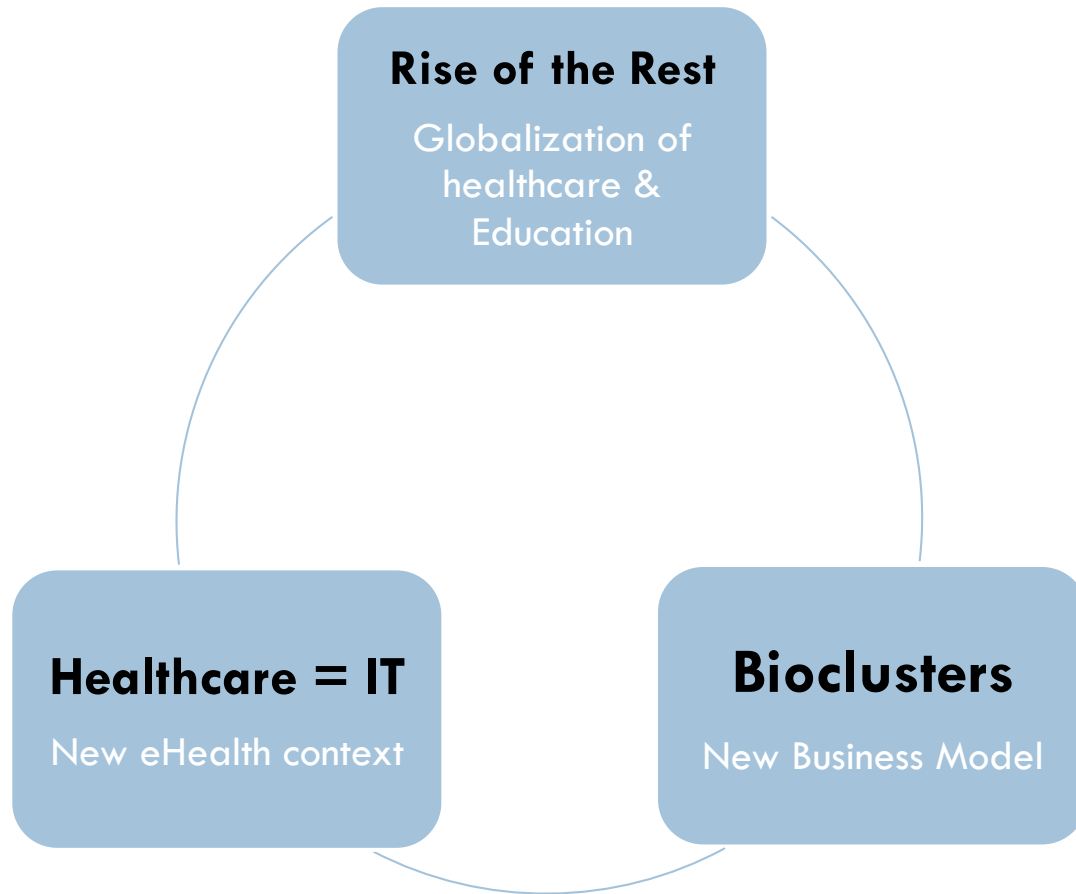 Rise of the Rest
Globalization of
healthcare &
Education
Healthcare = IT
New eHealth context
Bioclusters
New Business Model